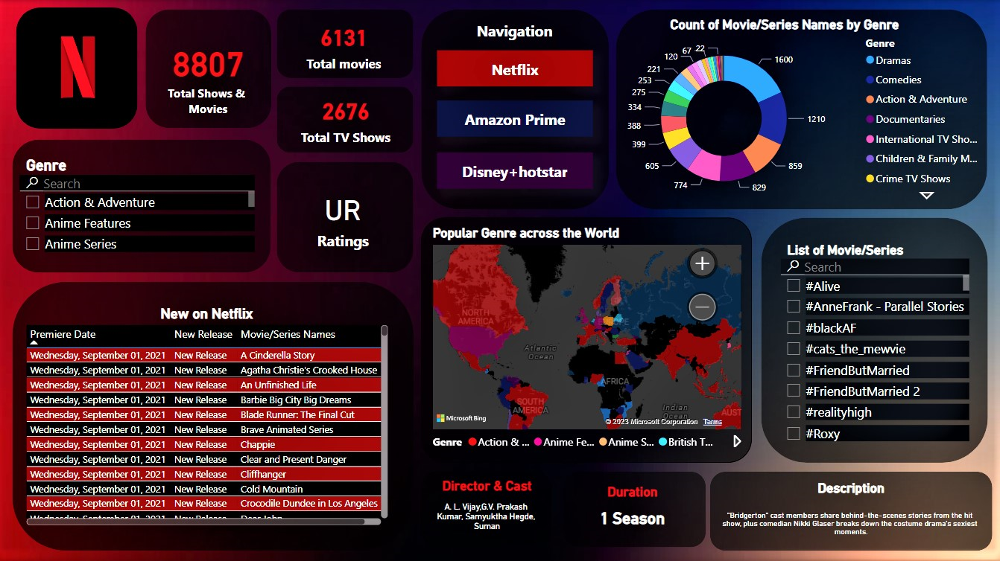 8807
Total Shows &
Movies
6131
Total movies
2676
Total TV Shows
UR
Ratings
Genre
Search
Action & Adventure
Anime Features
Anime Series
Navigation
Netflix
Amazon Prime
Disney+hotstar
Count of Movie/Series Names by Genre
1600
1210
859
829
774
605
399
388
334
275
253
221
120
67
22
Genre
Dramas
Comedies
Action & Adventure
Documentaries
International TV Sho...
Children & Family M...
Crime TV Shows
New on Netflix
Premiere Date New Release Movie/Series Names
Wednesday, September 01, 2021 New Release A Cinderella Story
Wednesday, September 01, 2021 New Release Agatha Christie's Crooked House
Wednesday, September 01, 2021 New Release An Unfinished Life
Wednesday, September 01, 2021 New Release Barbie Big City Big Dreams
Wednesday, September 01, 2021 New Release Blade Runner: The Final Cut
Wednesday, September 01, 2021 New Release Brave Animated Series
Wednesday, September 01, 2021 New Release Chappie
Wednesday, September 01, 2021 New Release Clear and Present Danger
Wednesday, September 01, 2021 New Release Cliffhanger
Wednesday, September 01, 2021 New Release Cold Mountain
Wednesday, September 01, 2021 New Release Crocodile Dundee in Los Angeles
Wednesday, September 01, 2021 New Release Dear John
Popular Genre across the World
NORTH
AMERICA
EUROPE
Atlantic
Ocean
AFRICA
SOUTH
AMERICA
Indian
Ocean
AUST
Microsoft Bing
© 2023 Microsoft Corporation Terms
Genre Action & ... Anime Fe... Anime S... British T...
List of Movie/Series
Search
#Alive
#AnneFrank - Parallel Stories
#blackAF
#cats_the_mewvie
#FriendButMarried
#FriendButMarried 2
#realityhigh
#Roxy
Director & Cast
A. L. Vijay,G.V. Prakash
Kumar, Samyuktha Hegde,
Suman
Duration
1 Season
Description
"Bridgerton" cast members share behind-the-scenes stories from the hit
show, plus comedian Nikki Glaser breaks down the costume drama's sexiest
moments.